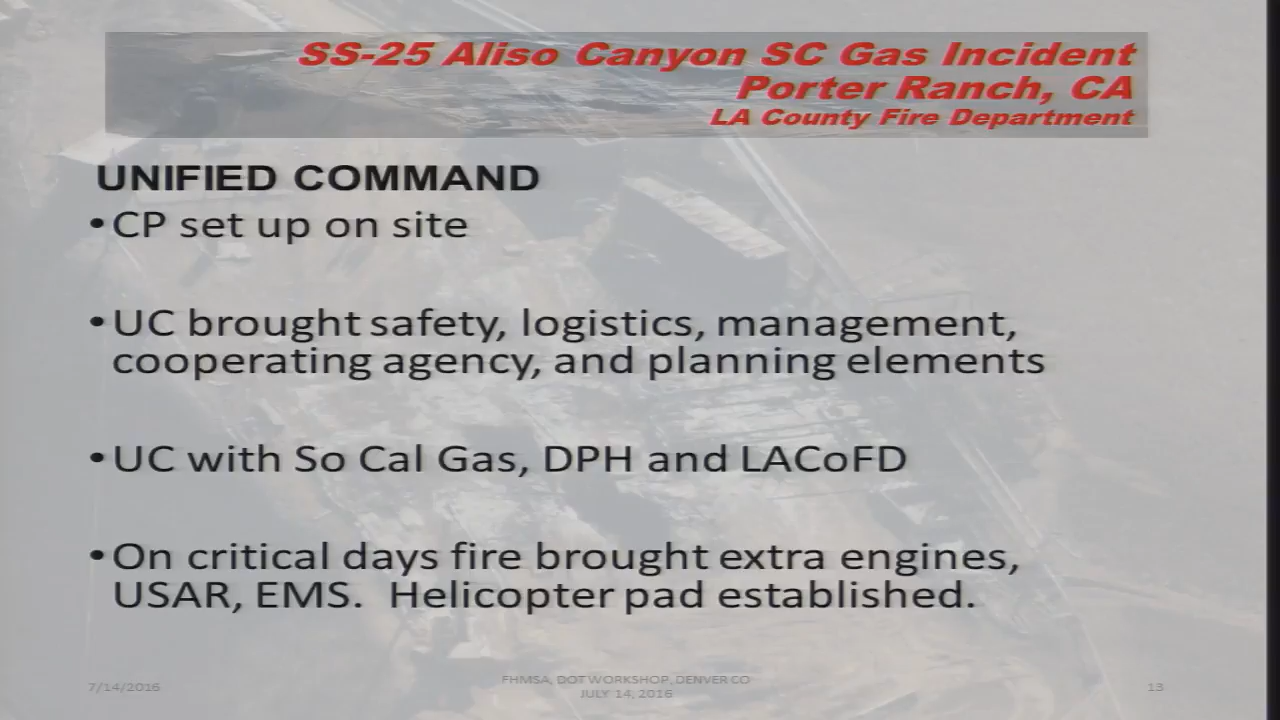 SS-25 Aliso Canyon SC Gas Incident
Porter Ranch, CA
LA County Fire Department
UNIFIED COMMAND
•CP set up on site
•UC brought safety, logistics, management,
cooperating agency, and planning elements
•UC with So Cal Gas, DPH and LACoFD
•On critical days fire brought extra engines,
USAR, EMS. Helicopter pad established.
7/14/2016
FHMSA, DOT WORKSHOP, DENVER CO
JULY 14, 2016
13